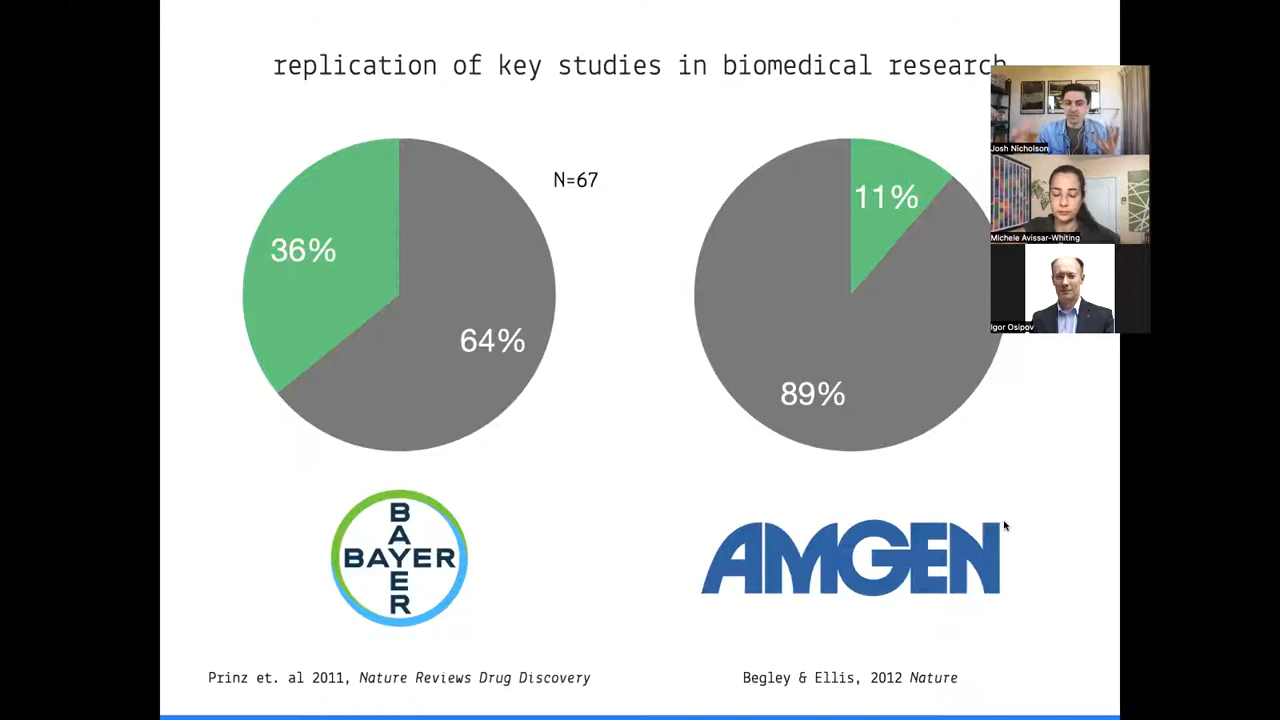 replication of key studies in biomedical research
N=67
36%
64%
11%
89%
Josh Nicholson
Michele Avissar-Whiting
Igor Osipov
BAYER
BAYER
AMGEN
Prinz et. al 2011, Nature Reviews Drug Discovery
Begley & Ellis, 2012 Nature